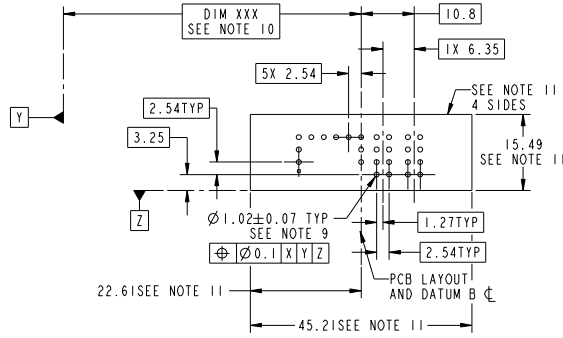 DIM XXX
SEE NOTE 10
10.8
1X 6.35
5X 2.54
SEE NOTE 11
4 SIDES
Y
2.54TYP
3.25
15.49
SEE NOTE 11
Z
Ø1.02±0.07 TYP
SEE NOTE 9
1.27TYP
⌖ Ø0.1 X Y Z
2.54TYP
PCB LAYOUT
AND DATUM B ℄
22.61SEE NOTE 11
45.21SEE NOTE 11